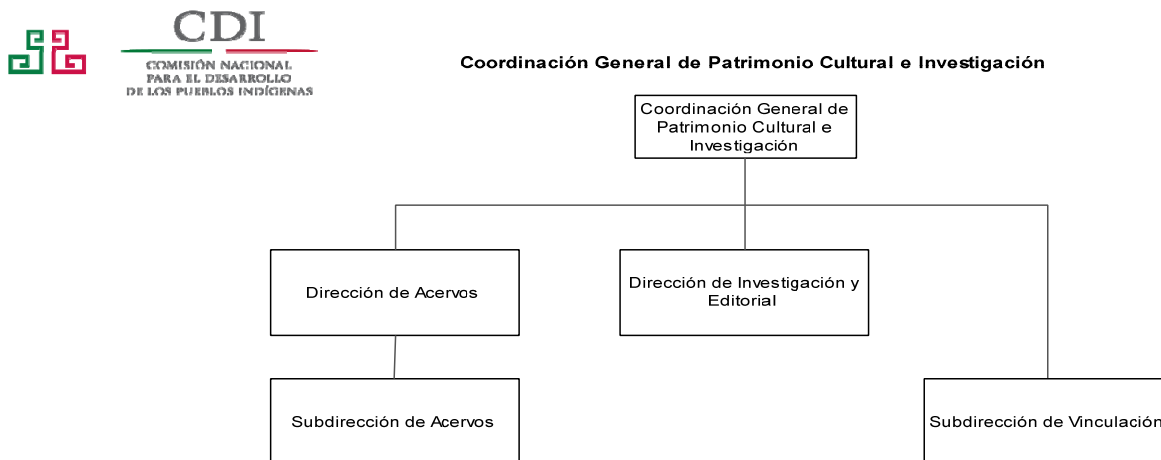 CDI
COMISIÓN NACIONAL
PARA EL DESARROLLO
DE LOS PUEBLOS INDÍGENAS
Coordinación General de Patrimonio Cultural e Investigación
Coordinación General de
Patrimonio Cultural e
Investigación
Dirección de Acervos
Dirección de Investigación y
Editorial
Subdirección de Acervos
Subdirección de Vinculación